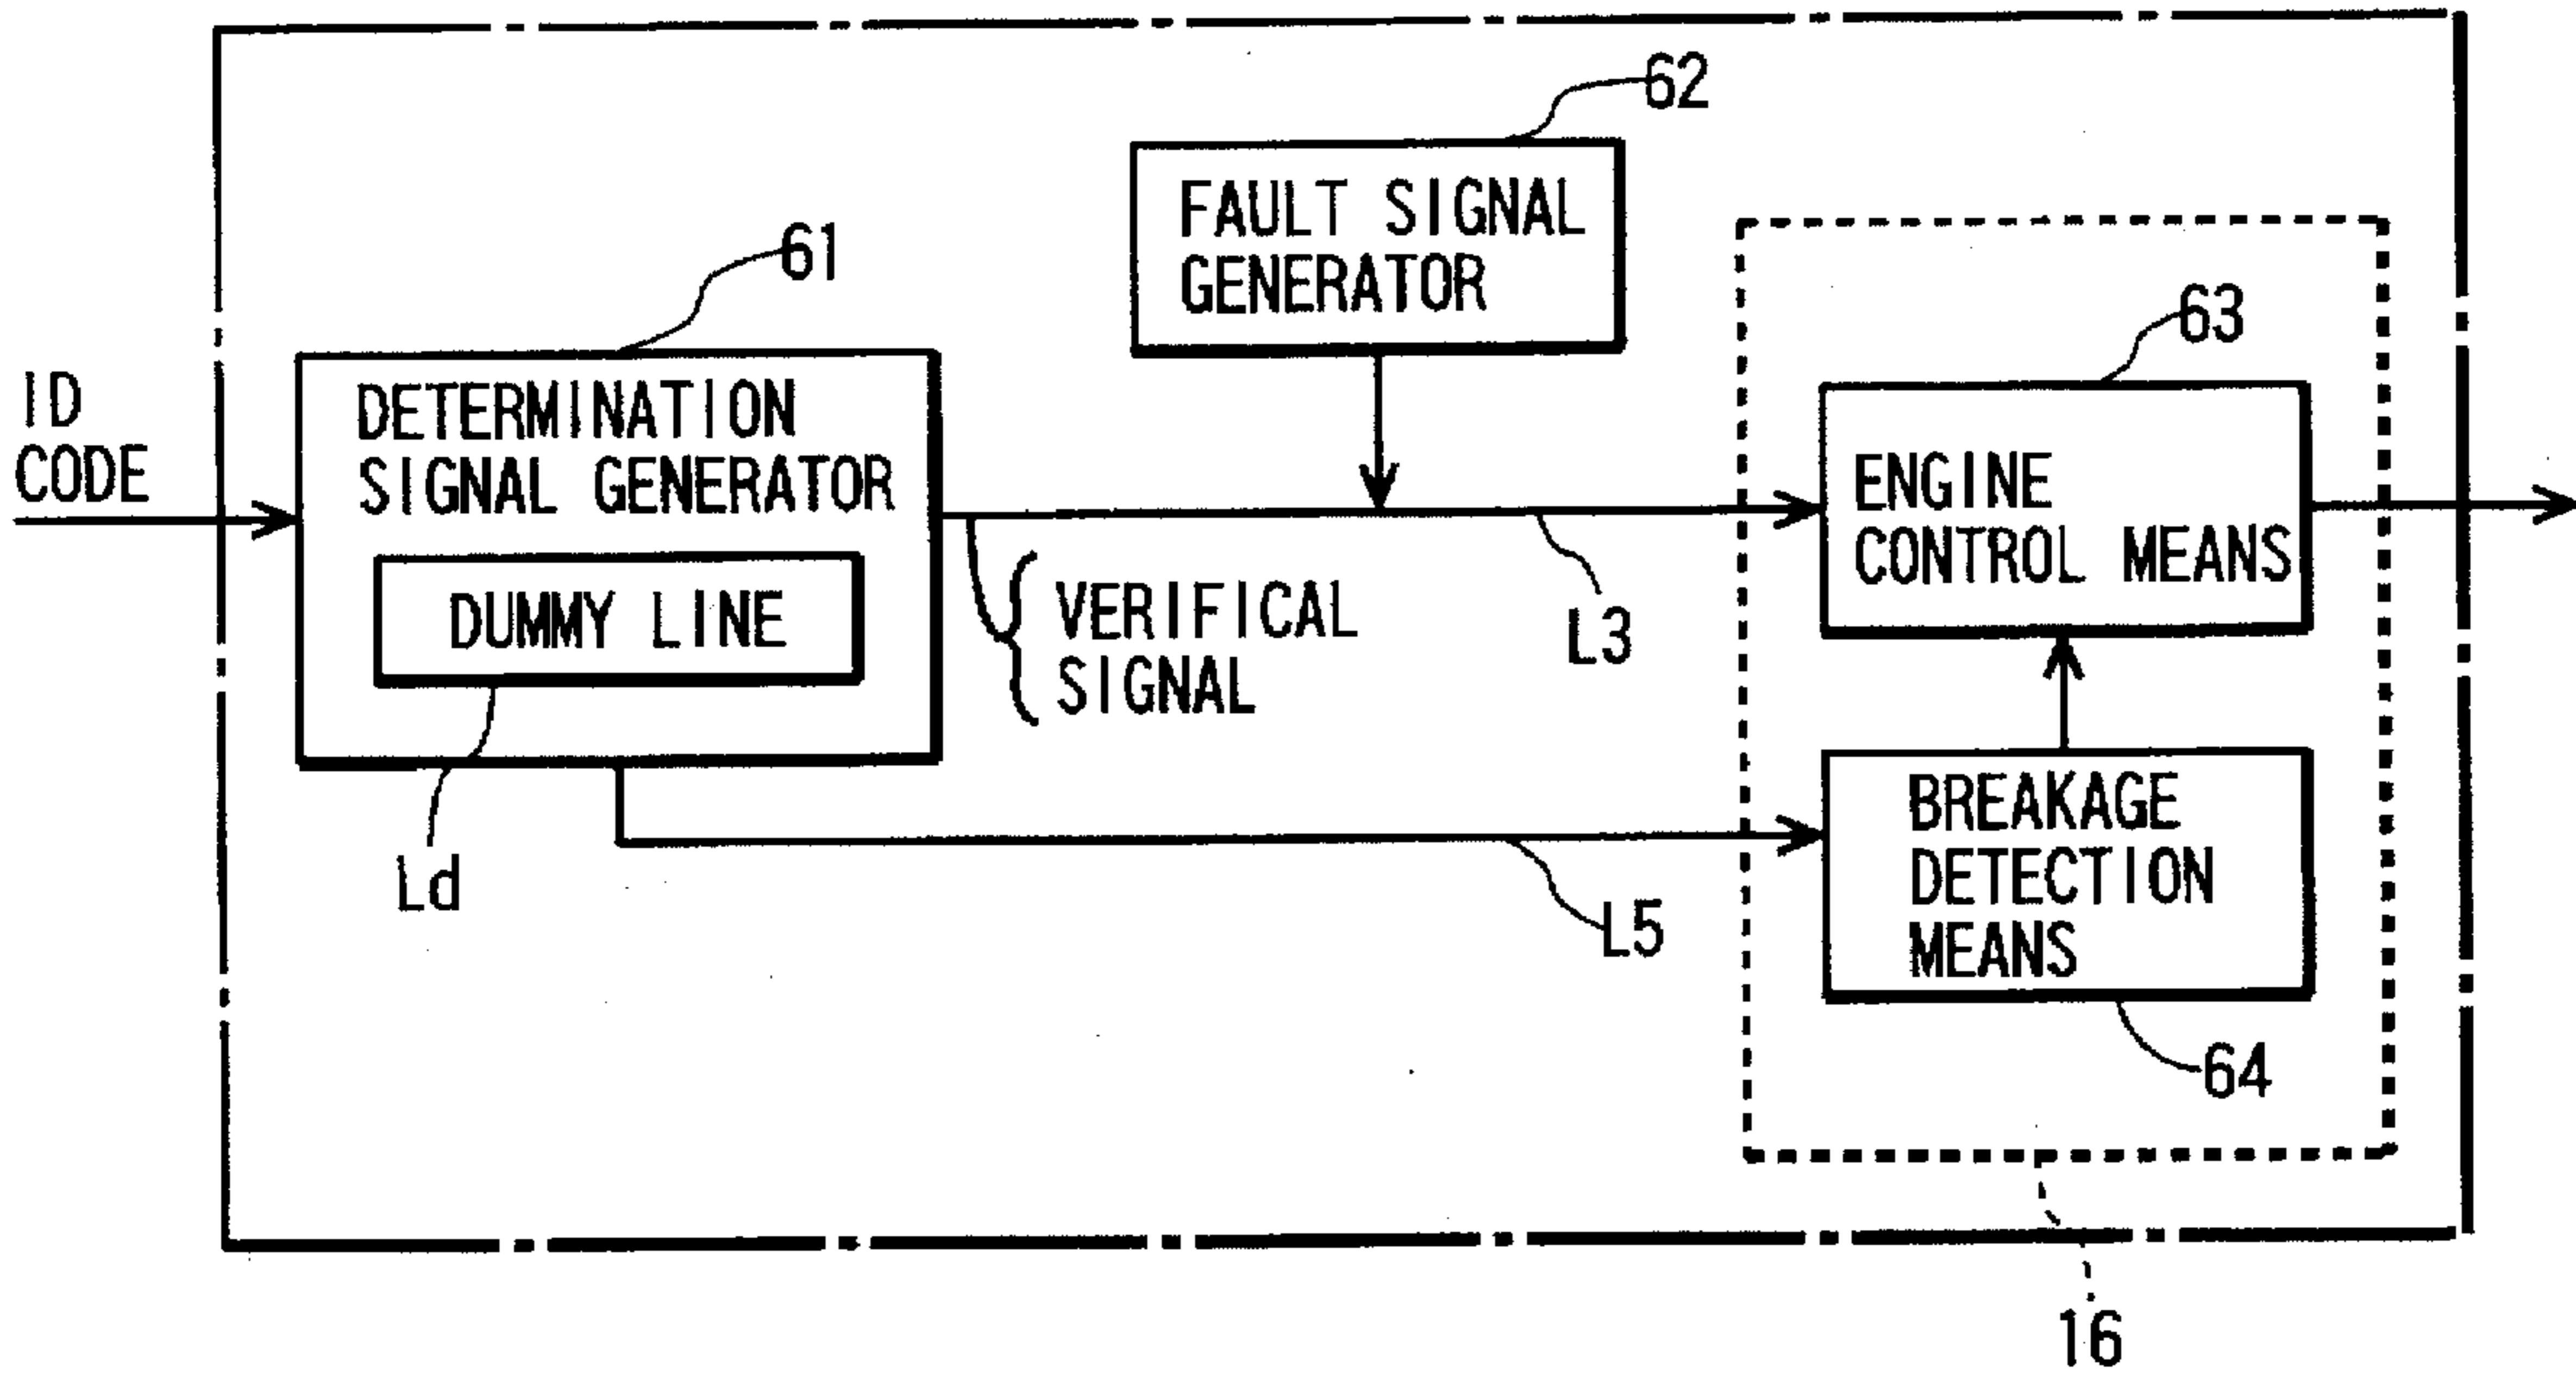 62
FAULT SIGNAL
GENERATOR
61
63
ID
CODE
DETERMINATION
SIGNAL GENERATOR
DUMMY LINE
Ld
VERIFICAL
SIGNAL
L3
ENGINE
CONTROL MEANS
BREAKAGE
DETECTION
MEANS
L5
64
16